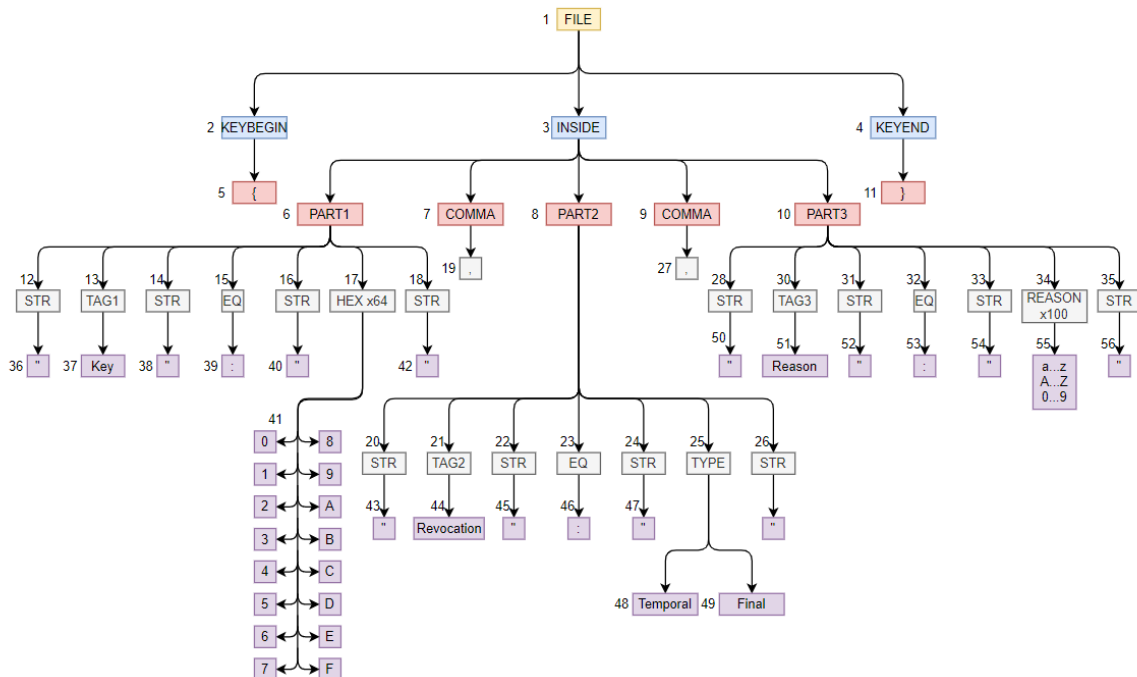 1 FILE
2 KEYBEGIN 3 INSIDE 4 KEYEND
5 { 11 }
6 PART1 7 COMMA 8 PART2 9 COMMA 10 PART3
19 , 27 ,
12 13 14 15 16 17 18 28 30 31 32 33 34 35
STR TAG1 STR EQ STR HEX x64 STR STR TAG3 STR EQ STR REASON STR
x100
50 51 52 53 54 55 56
36 " 37 Key 38 " 39 : 40 " 42 " " Reason " : " a...z "
A...Z
0...9
41
0 8
20 21 22 23 24 25 26
STR TAG2 STR EQ STR TYPE STR
1 9
2 A
43 44 45 46 47
" Revocation " : " "
3 B
4 C
5 D
48 Temporal 49 Final
6 E
7 F